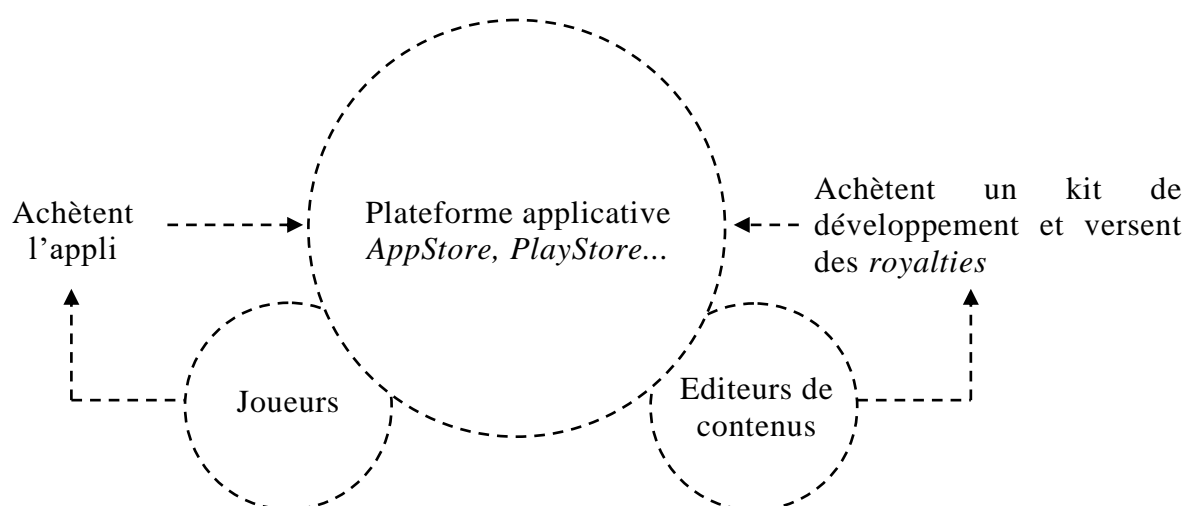 Achètent
l’appli
Plateforme applicative
AppStore, PlayStore...
Achètent un kit de
développement et versent
des royalties
Joueurs
Editeurs de
contenus